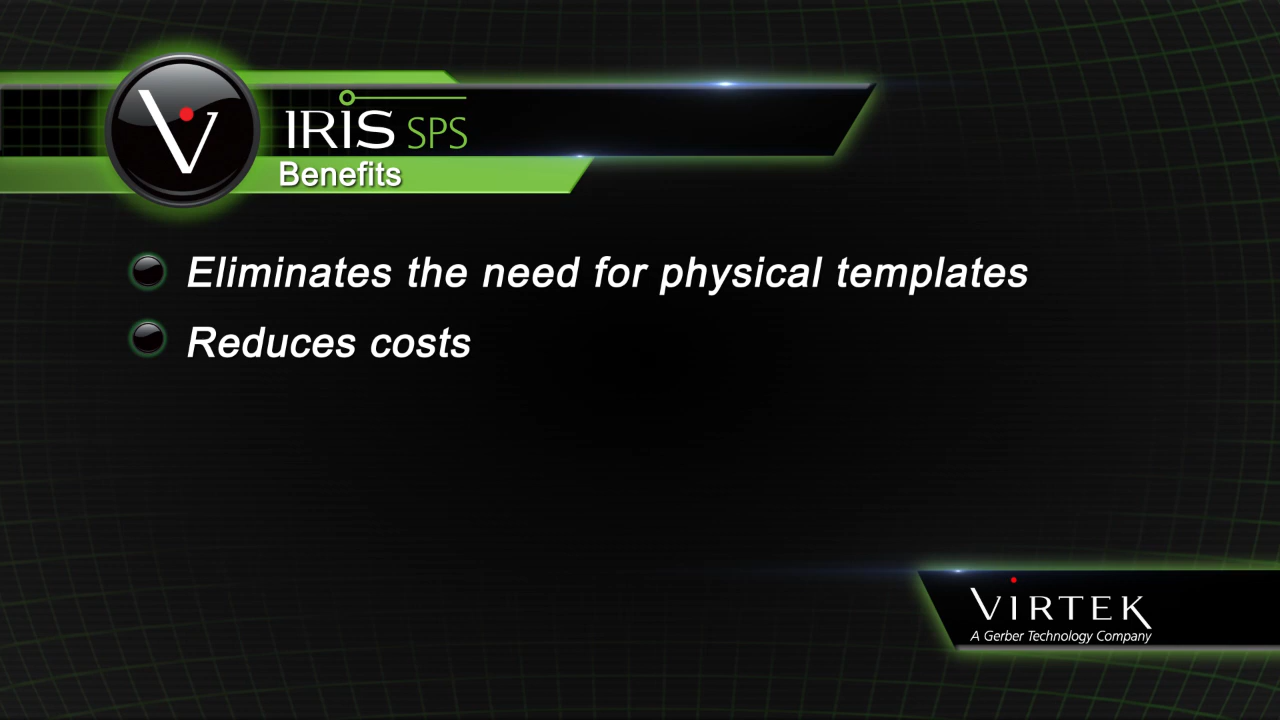 IRIS SPS
Benefits
Eliminates the need for physical templates
Reduces costs
VIRTEK
A Gerber Technology Company